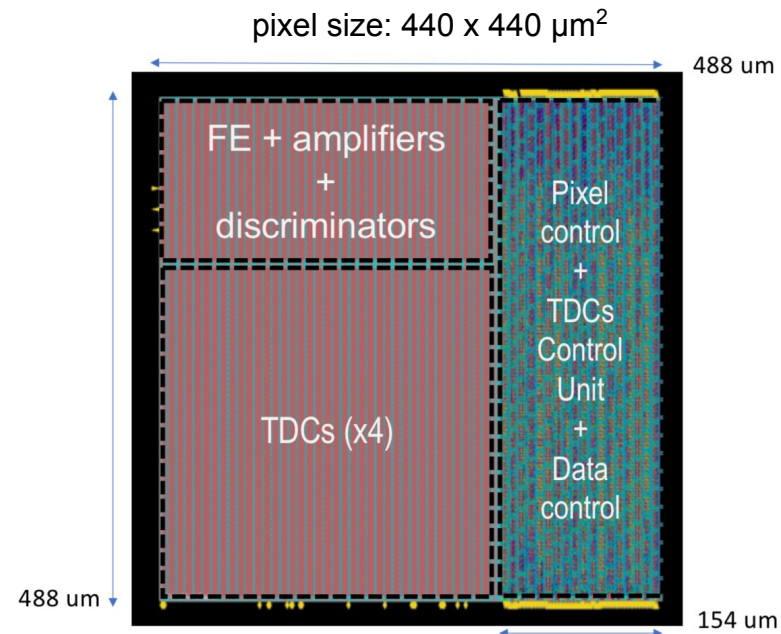 pixel size: 440 x 440 µm²
488 um
FE + amplifiers
+
discriminators
Pixel
control
+
TDCs
Control
Unit
+
Data
control
TDCs (x4)
488 um
154 um